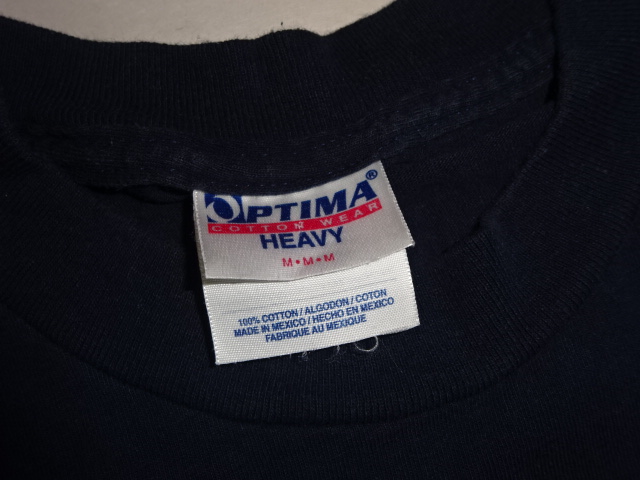 OPTIMA®
COTTON WEAR
HEAVY
M•M•M
100% COTTON / ALGODON / COTON
MADE IN MEXICO / HECHO EN MEXICO
FABRIQUE AU MEXIQUE